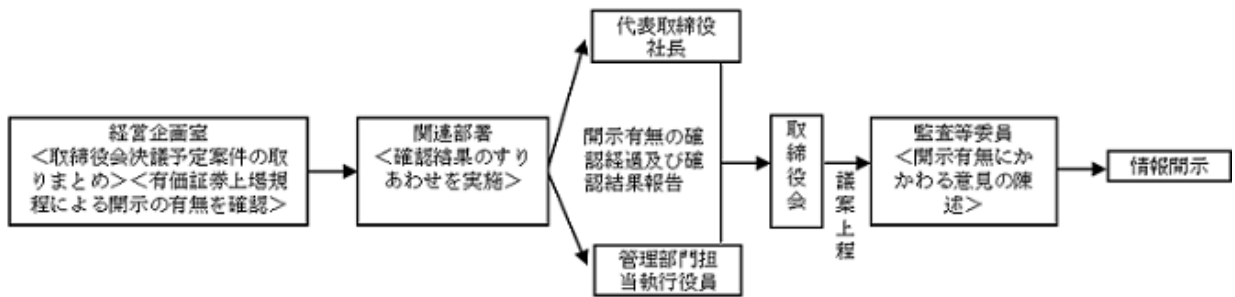 経営企画室
<取締役会決議予定案件の取
りまとめ><有価証券上場規
程による開示の有無を確認>
関連部署
<確認結果のすり
あわせを実施>
代表取締役
社長
開示有無の確
認経過及び確
認結果報告
管理部門担
当執行役員
取締役会
議案上程
監査等委員
<開示有無にか
かわる意見の陳
述>
情報開示